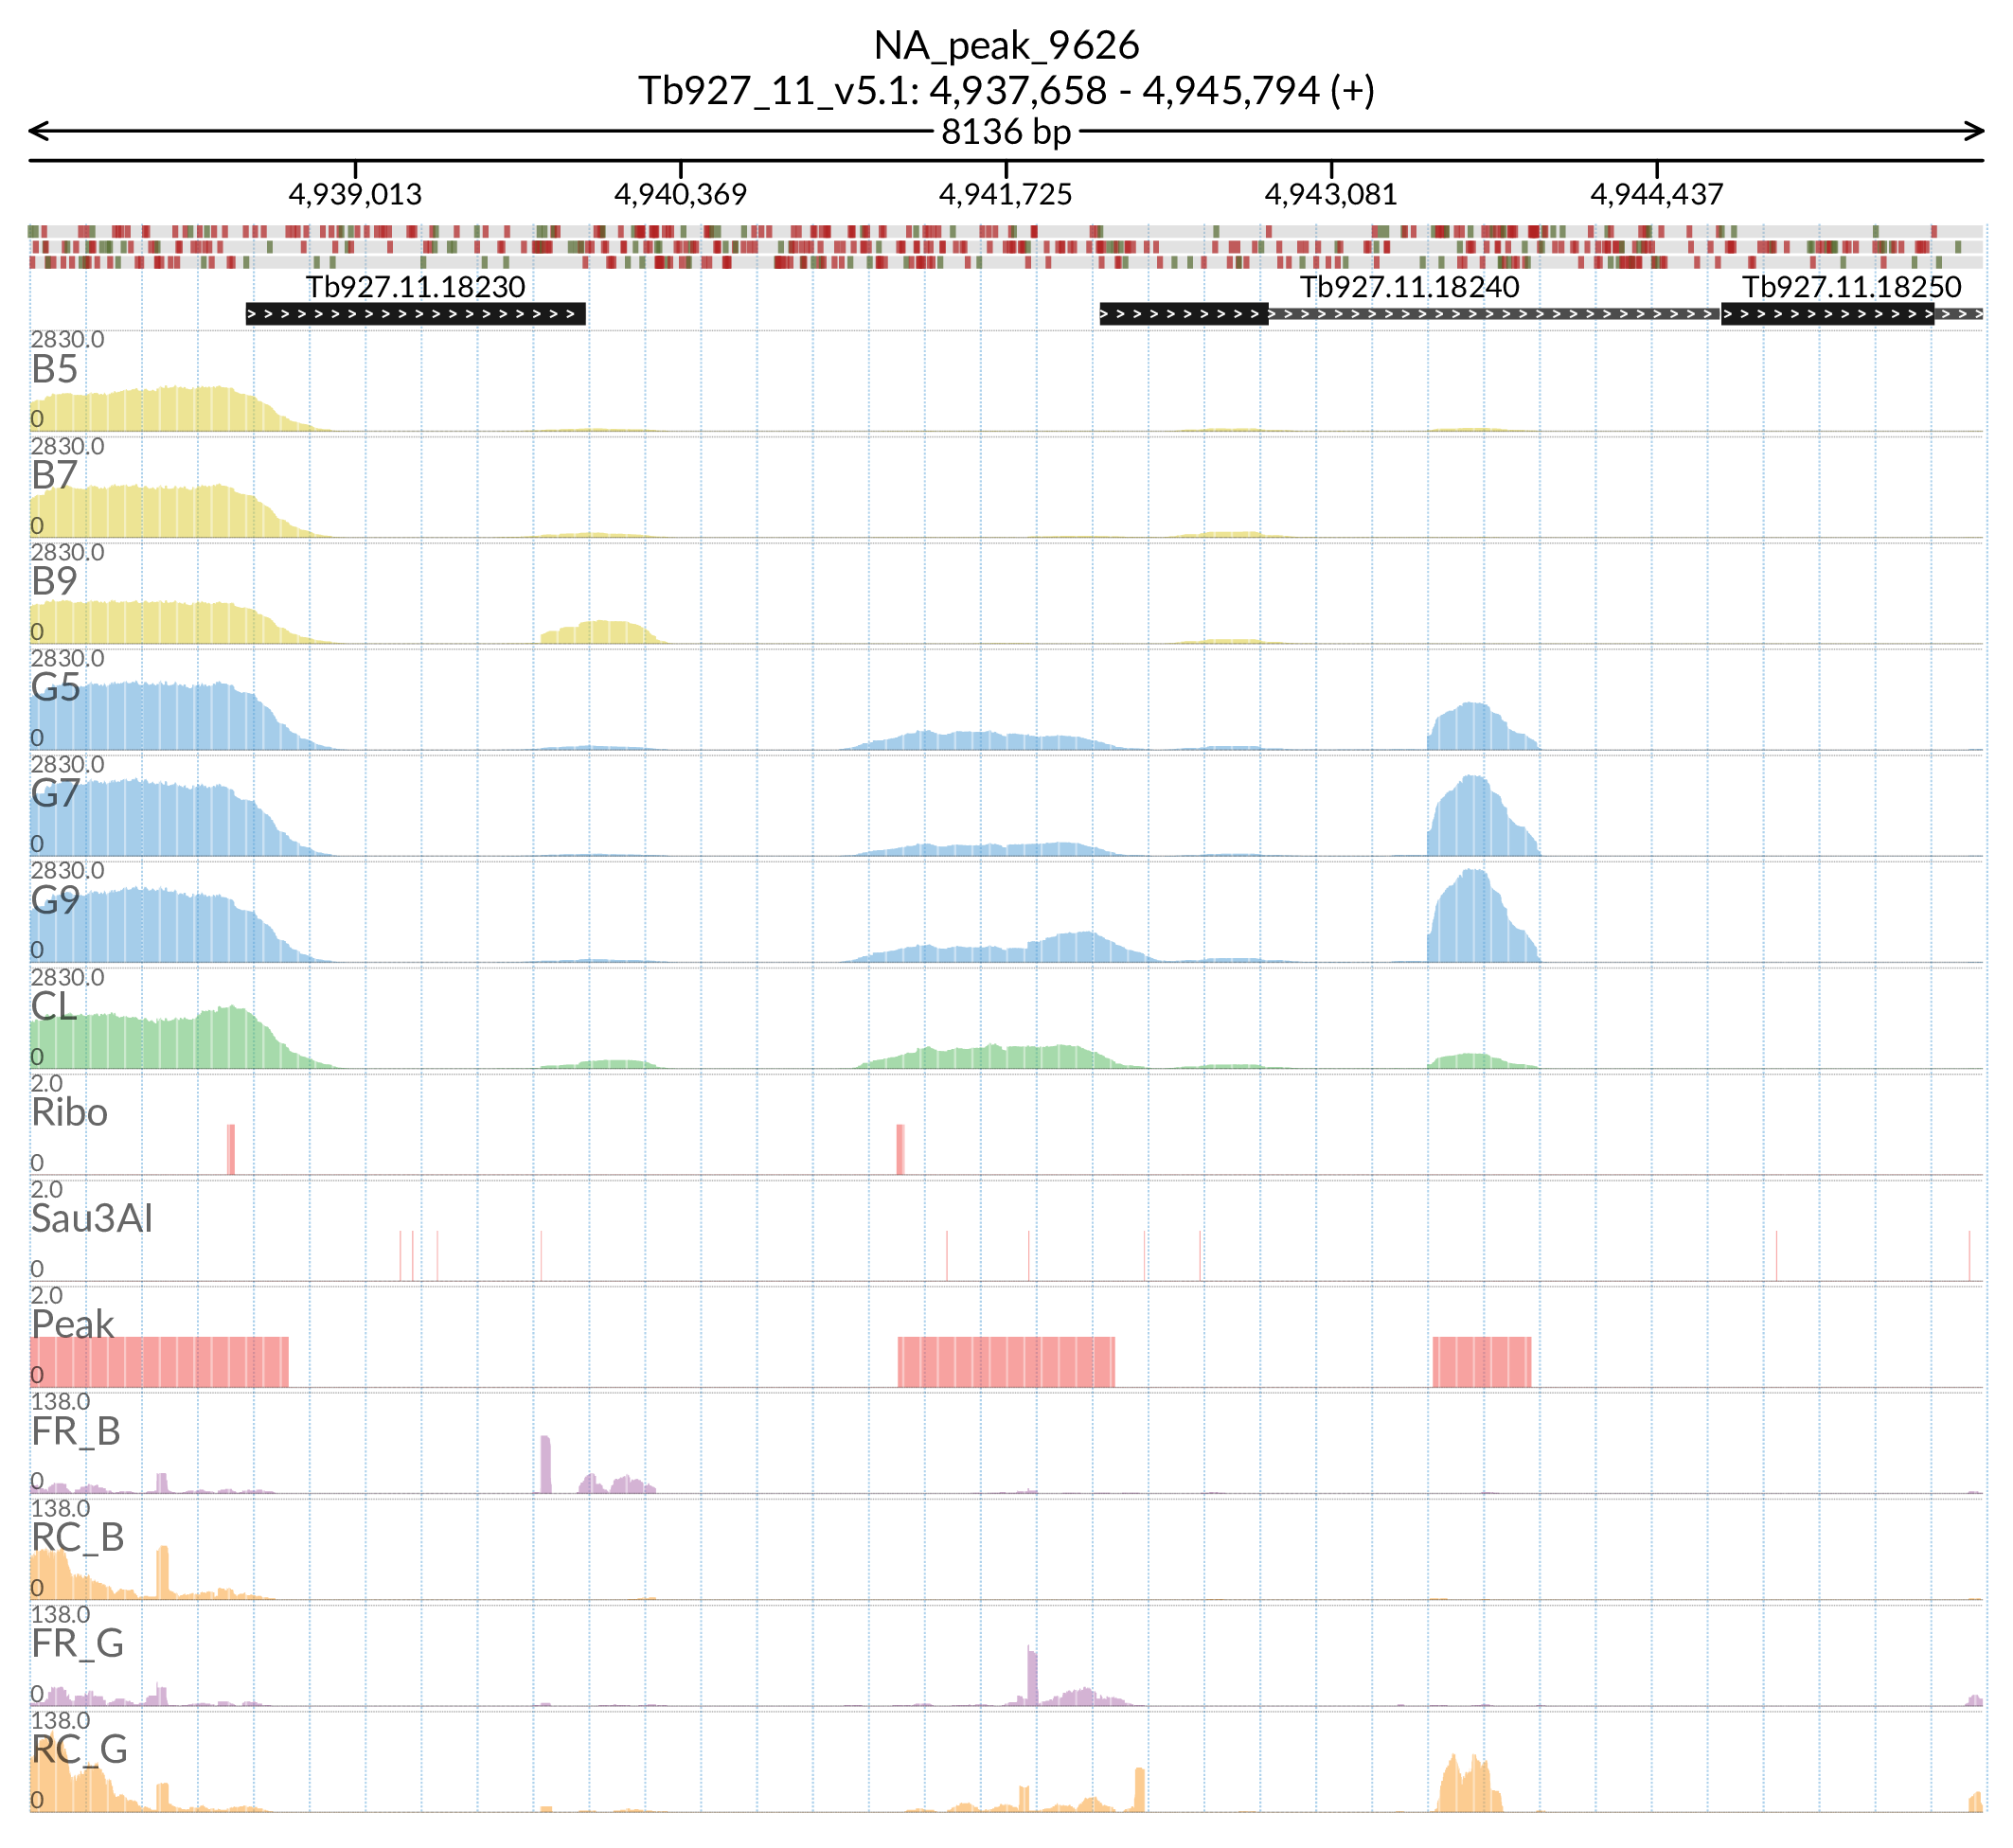 NA_peak_9626
Tb927_11_v5.1: 4,937,658 - 4,945,794 (+)
8136 bp
4,939,013 4,940,369 4,941,725 4,943,081 4,944,437
Tb927.11.18230 Tb927.11.18240 Tb927.11.18250
2830.0
B5
0
2830.0
B7
0
2830.0
B9
0
2830.0
G5
0
2830.0
G7
0
2830.0
G9
0
2830.0
CL
0
2.0
Ribo
0
2.0
Sau3AI
0
2.0
Peak
0
138.0
FR_B
0
138.0
RC_B
0
138.0
FR_G
0
138.0
RC_G
0